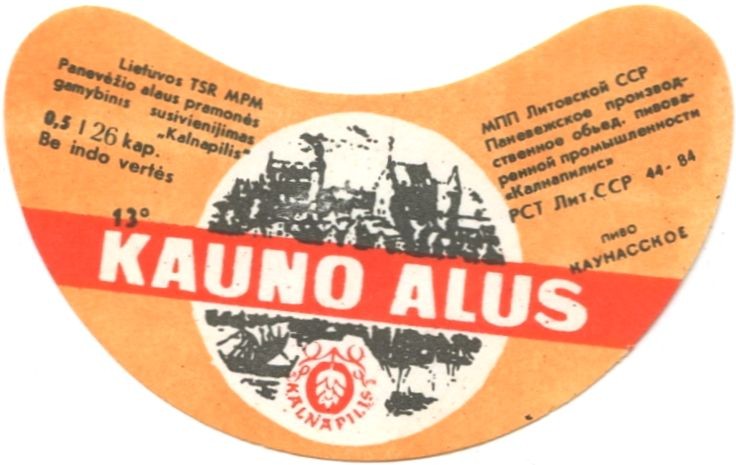 Lietuvos TSR MPM
Panevėžio alaus pramonės
gamybinis susivienijimas
„Kalnapilis“
0,5 l 26 kap.
Be indo vertės
13°
МПП Литовской ССР
Паневежское производ-
ственное объед. пивова-
ренной промышленности
«Калнапилис»
РСТ Лит.ССР 44-84
ПИВО
КАУНАССКОЕ
KAUNO ALUS
KALNAPILIS